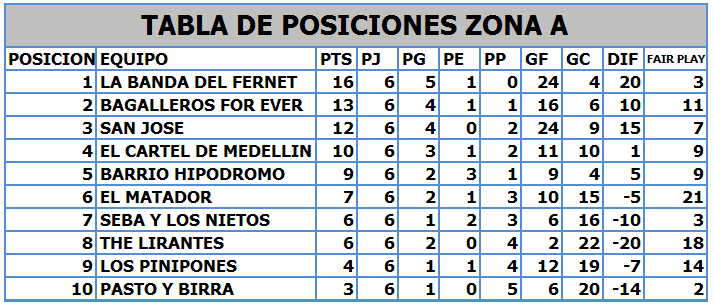 TABLA DE POSICIONES ZONA A
POSICION EQUIPO PTS PJ PG PE PP GF GC DIF FAIR PLAY
1 LA BANDA DEL FERNET 16 6 5 1 0 24 4 20 3
2 BAGALLEROS FOR EVER 13 6 4 1 1 16 6 10 11
3 SAN JOSE 12 6 4 0 2 24 9 15 7
4 EL CARTEL DE MEDELLIN 10 6 3 1 2 11 10 1 9
5 BARRIO HIPODROMO 9 6 2 3 1 9 4 5 9
6 EL MATADOR 7 6 2 1 3 10 15 -5 21
7 SEBA Y LOS NIETOS 6 6 1 2 3 6 16 -10 3
8 THE LIRANTES 6 6 2 0 4 2 22 -20 18
9 LOS PINIPONES 4 6 1 1 4 12 19 -7 14
10 PASTO Y BIRRA 3 6 1 0 5 6 20 -14 2